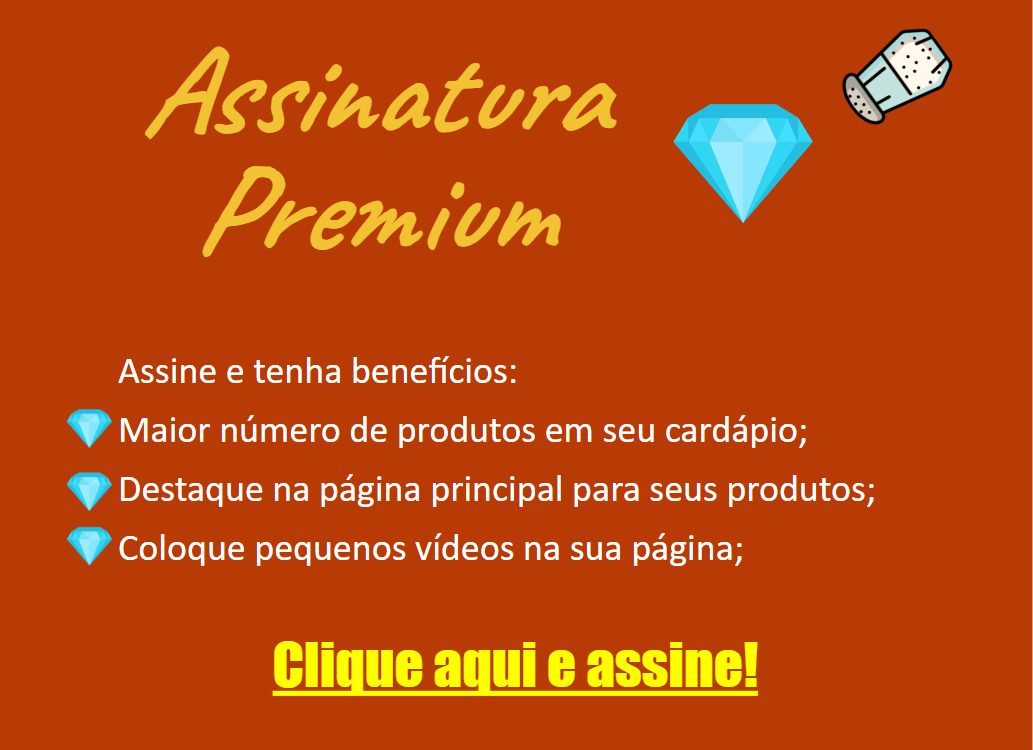 Assinatura
Premium
Assine e tenha benefícios:
Maior número de produtos em seu cardápio;
Destaque na página principal para seus produtos;
Coloque pequenos vídeos na sua página;
Clique aqui e assine!